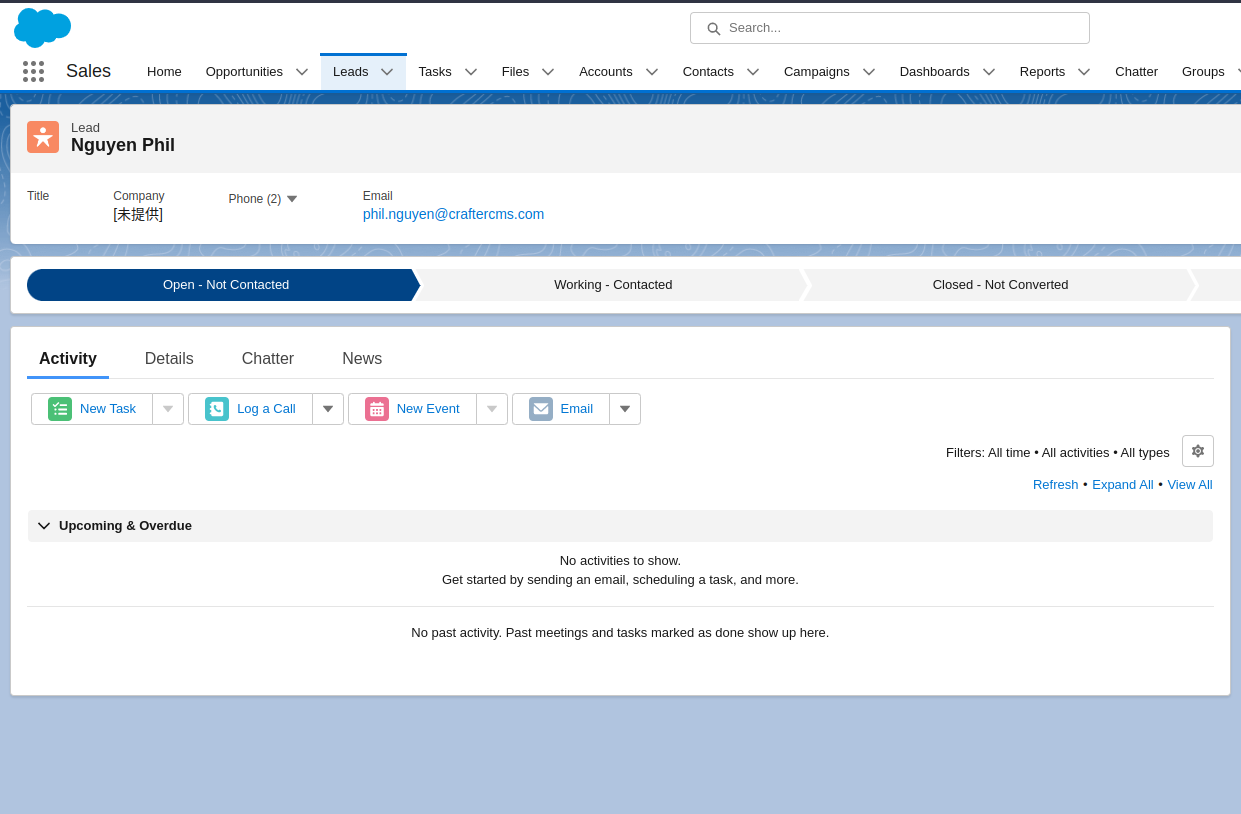 Search...
Sales Home Opportunities Leads Tasks Files Accounts Contacts Campaigns Dashboards Reports Chatter Groups
Lead
Nguyen Phil
Title Company Phone (2) Email
[未提供] phil.nguyen@craftercms.com
Open - Not Contacted Working - Contacted Closed - Not Converted
Activity Details Chatter News
New Task Log a Call New Event Email
Filters: All time • All activities • All types
Refresh • Expand All • View All
Upcoming & Overdue
No activities to show.
Get started by sending an email, scheduling a task, and more.
No past activity. Past meetings and tasks marked as done show up here.